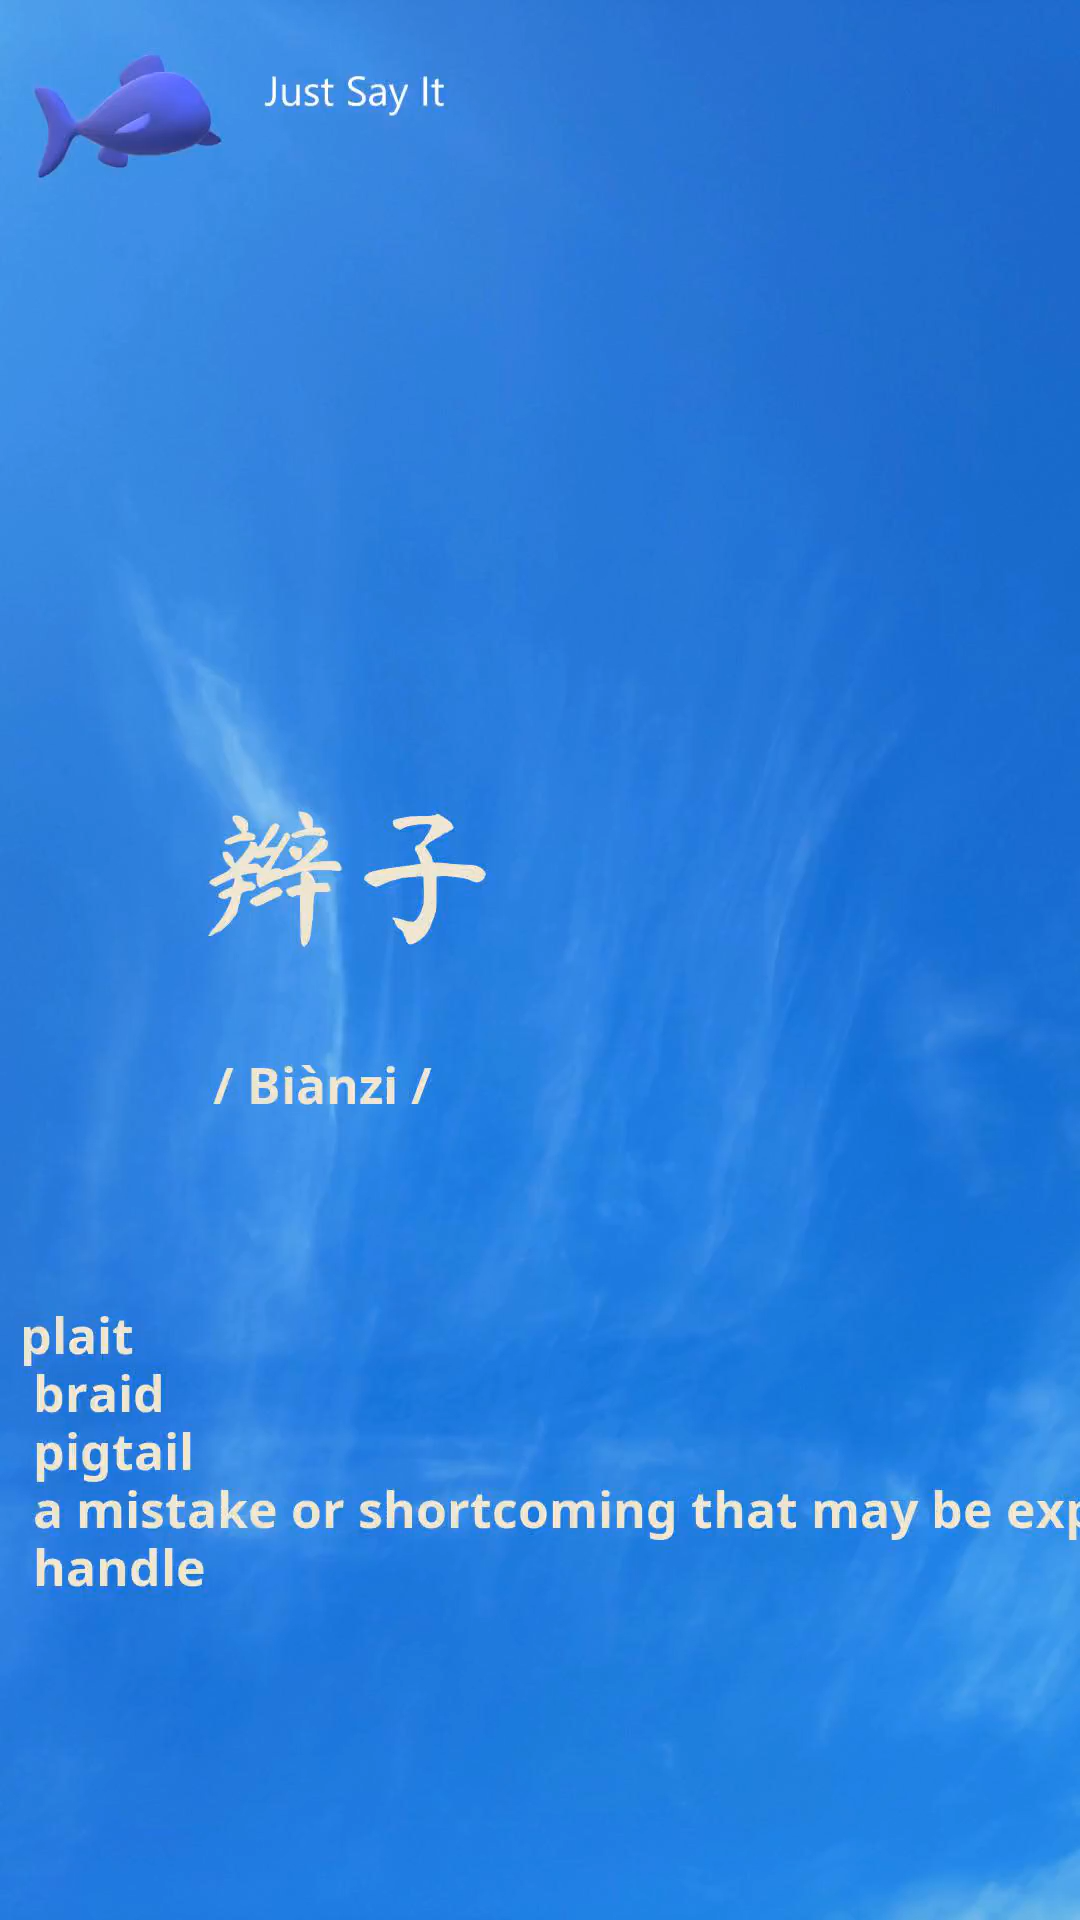 Just Say It
辫子
/ Biànzi /
plait
braid
pigtail
a mistake or shortcoming that may be exp
handle